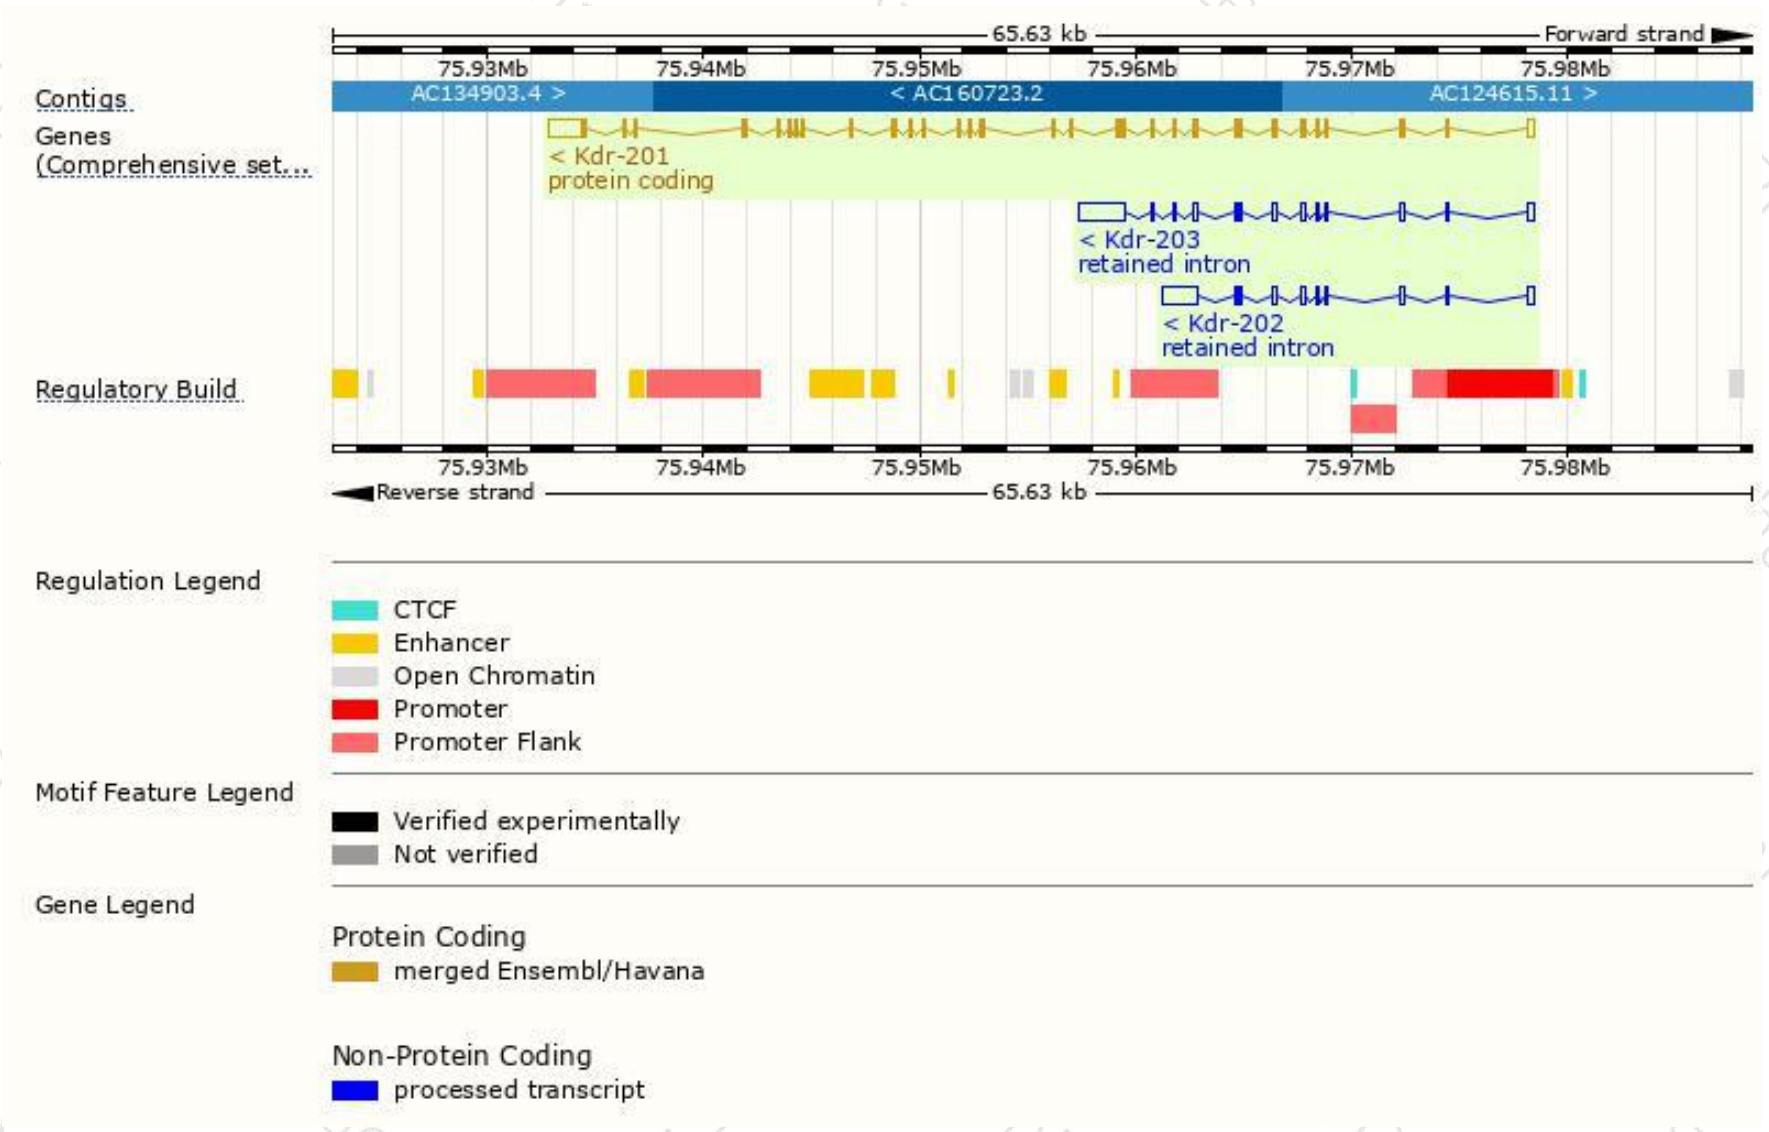 65.63 kb
Forward strand
75.93Mb 75.94Mb 75.95Mb 75.96Mb 75.97Mb 75.98Mb
Contigs
AC134903.4 > < AC160723.2 AC124615.11 >
Genes
(Comprehensive set...
< Kdr-201
protein coding
< Kdr-203
retained intron
< Kdr-202
retained intron
Regulatory Build
75.93Mb 75.94Mb 75.95Mb 75.96Mb 75.97Mb 75.98Mb
Reverse strand 65.63 kb
Regulation Legend
CTCF
Enhancer
Open Chromatin
Promoter
Promoter Flank
Motif Feature Legend
Verified experimentally
Not verified
Gene Legend
Protein Coding
merged Ensembl/Havana
Non-Protein Coding
processed transcript